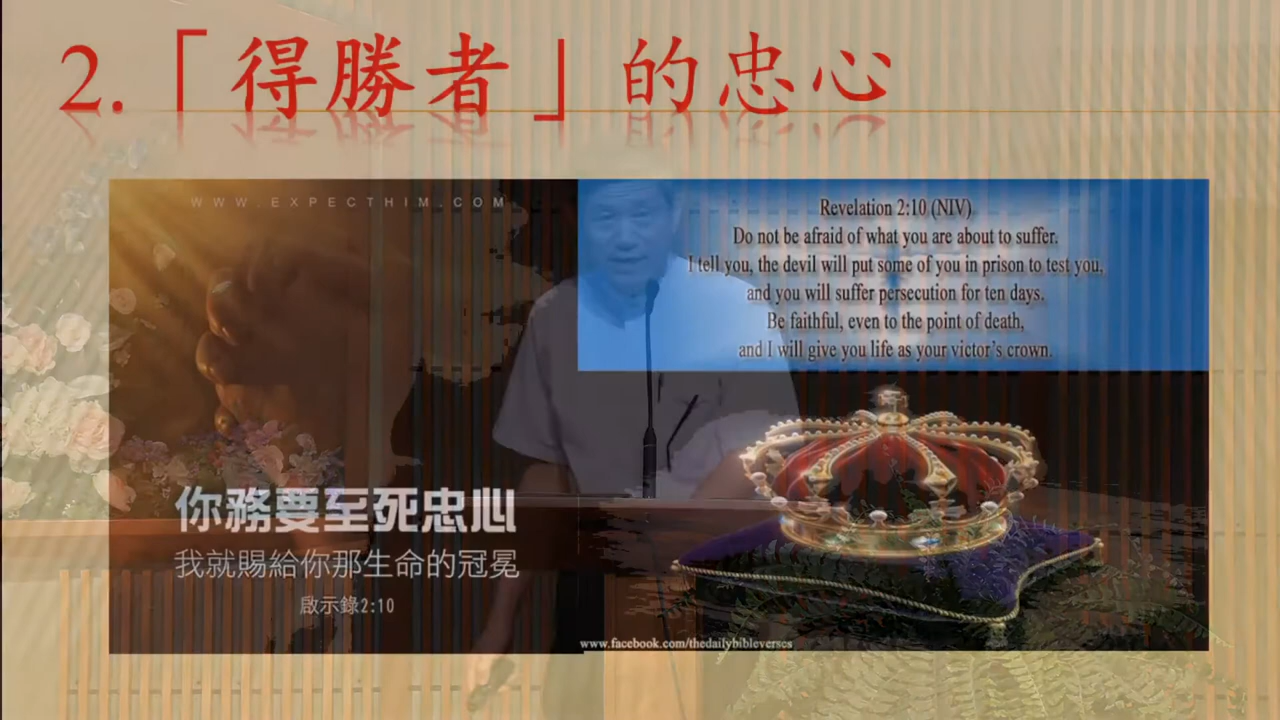 2.「得勝者」的忠心
WWW.EXPECTHIM.COM
Revelation 2:10 (NIV)
Do not be afraid of what you are about to suffer.
I tell you, the devil will put some of you in prison to test you,
and you will suffer persecution for ten days.
Be faithful, even to the point of death,
and I will give you life as your victor's crown.
你務要至死忠心
我就賜給你那生命的冠冕
啟示錄2:10
www.facebook.com/thedailybibleverses